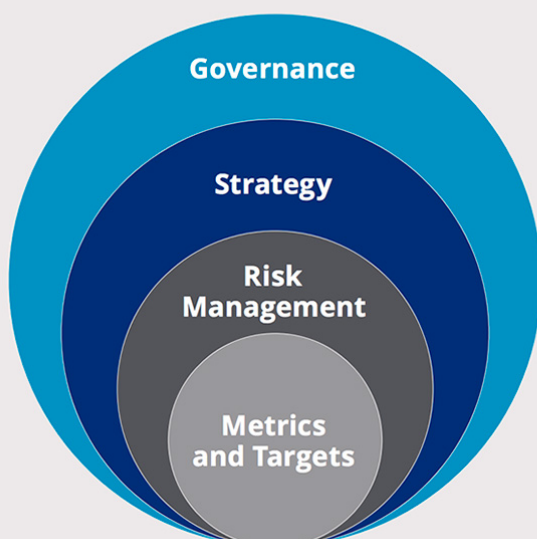 Governance
Strategy
Risk
Management
Metrics
and Targets